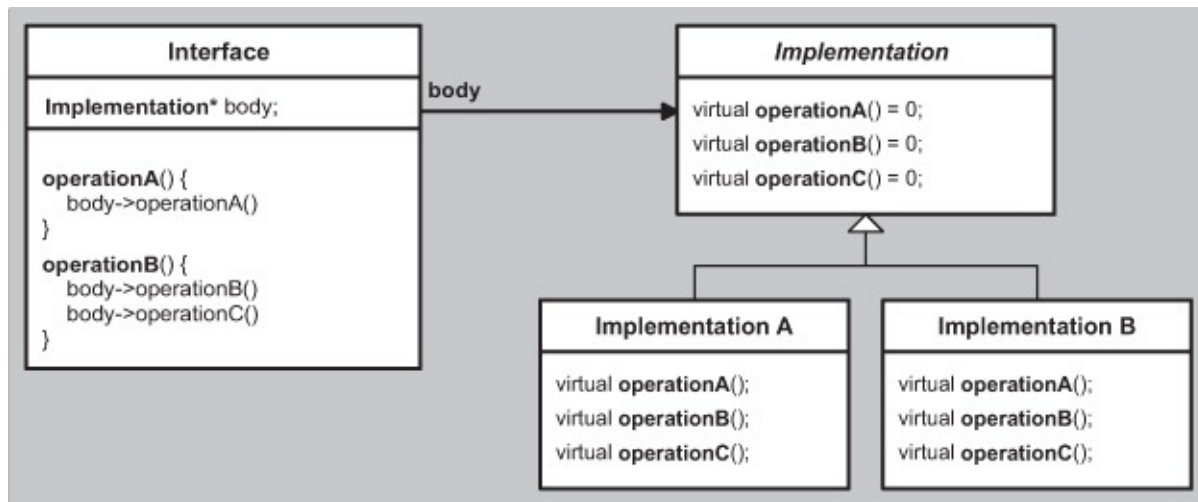 Interface
Implementation* body;
operationA() {
body->operationA()
}
operationB() {
body->operationB()
body->operationC()
}
body
Implementation
virtual operationA() = 0;
virtual operationB() = 0;
virtual operationC() = 0;
Implementation A
virtual operationA();
virtual operationB();
virtual operationC();
Implementation B
virtual operationA();
virtual operationB();
virtual operationC();